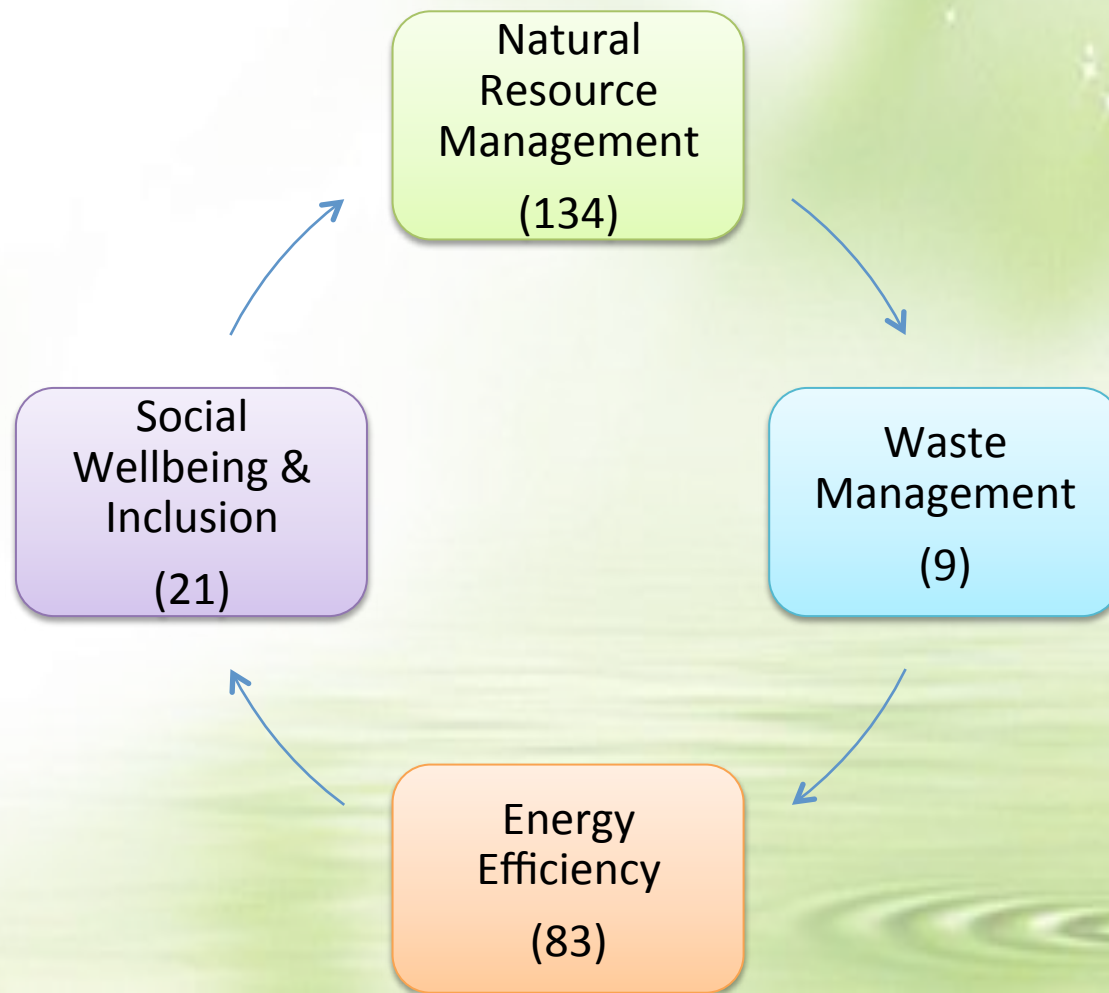 Natural
Resource
Management
(134)
Social
Wellbeing &
Inclusion
(21)
Waste
Management
(9)
Energy
Efficiency
(83)